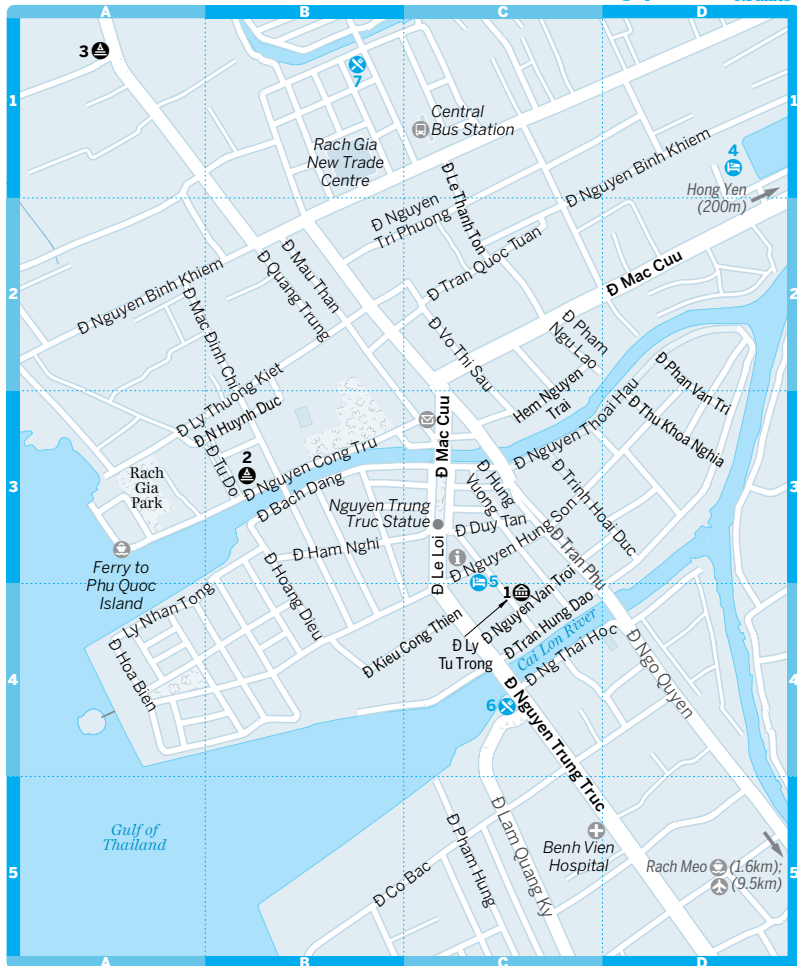 A
B
C
D
3
7
1
1
Central
Bus Station
Rach Gia
New Trade
Centre
4
Hong Yen
(200m)
Đ Nguyen Binh Khiem
Đ Le Thanh Ton
Đ Nguyen
Tri Phuong
Đ Tran Quoc Tuan
Đ Mac Cuu
Đ Mau Than
Đ Quang Trung
Đ Nguyen Binh Khiem
2
2
Đ Mac Dinh Chi
Đ Vo Thi Sau
Đ Pham
Ngu Lao
Đ Ly Thuong Kiet
Đ N Huynh Duc
Đ Tu Do
Hem Nguyen
Trai
Đ Phan Van Tri
Đ Thu Khoa Nghia
Đ Nguyen Thoai Hau
Đ Mac Cuu
2
Đ Nguyen Cong Tru
Đ Bach Dang
3
3
Rach
Gia
Park
Đ Hung
Vuong
Đ Trinh Hoai Duc
Nguyen Trung
Truc Statue
Đ Duy Tan
Đ Nguyen Hung Son
Đ Tran Phu
Đ Ham Nghi
Đ Le Loi
5
Ferry to
Phu Quoc
Island
Đ Hoang Dieu
1
Đ Nguyen Van Troi
Đ Tran Hung Dao
Cai Lon River
Ly Nhan Tong
Đ Hoa Bien
Đ Kieu Cong Thien
Đ Ly
Tu Trong
Đ Ng Thai Hoc
Đ Ngo Quyen
4
4
6
Đ Nguyen Trung Truc
Gulf of
Thailand
Đ Lam Quang Ky
Đ Pham Hung
Benh Vien
Hospital
Rach Meo
(1.6km);
(9.5km)
Đ Co Bac
5
5
A
B
C
D